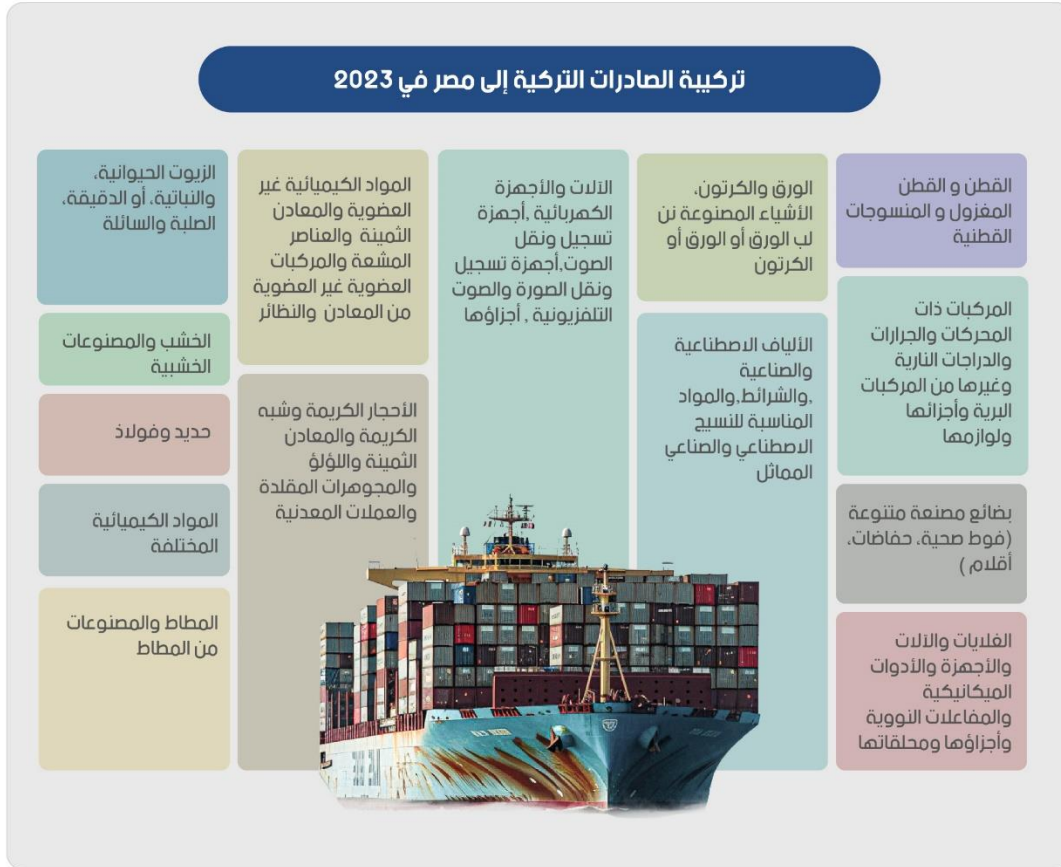 تركيبة الصادرات التركية إلى مصر في 2023
القطن و القطن
المغزول و المنسوجات
القطنية
المركبات ذات
المحركات والجرارات
والدراجات النارية
وغيرها من المركبات
البرية وأجزائها
ولوازمها
بضائع مصنعة متنوعة
(فوط صحية، حفاضات،
أقلام )
الغلايات والآلات
والأجهزة والأدوات
الميكانيكية
والمفاعلات النووية
وأجزاؤها ومحلقاتها
الورق والكرتون،
الأشياء المصنوعة نن
لب الورق أو الورق أو
الكرتون
الألياف الاصطناعية
والصناعية
,والشرائط,والمواد
المناسبة للنسيج
الاصطناعي والصناعي
المماثل
الآلات والأجهزة
الكهربائية ,أجهزة
تسجيل ونقل
الصوت,أجهزة تسجيل
ونقل الصورة والصوت
التلفزيونية , أجزاؤها
المواد الكيميائية غير
العضوية والمعادن
الثمينة والعناصر
المشعة والمركبات
العضوية غير العضوية
من المعادن والنظائر
الأحجار الكريمة وشبه
الكريمة والمعادن
الثمينة واللؤلؤ
والمجوهرات المقلدة
والعملات المعدنية
الزيوت الحيوانية،
والنباتية، أو الدقيقة،
الصلبة والسائلة
الخشب والمصنوعات
الخشبية
حديد وفولاذ
المواد الكيميائية
المختلفة
المطاط والمصنوعات
من المطاط